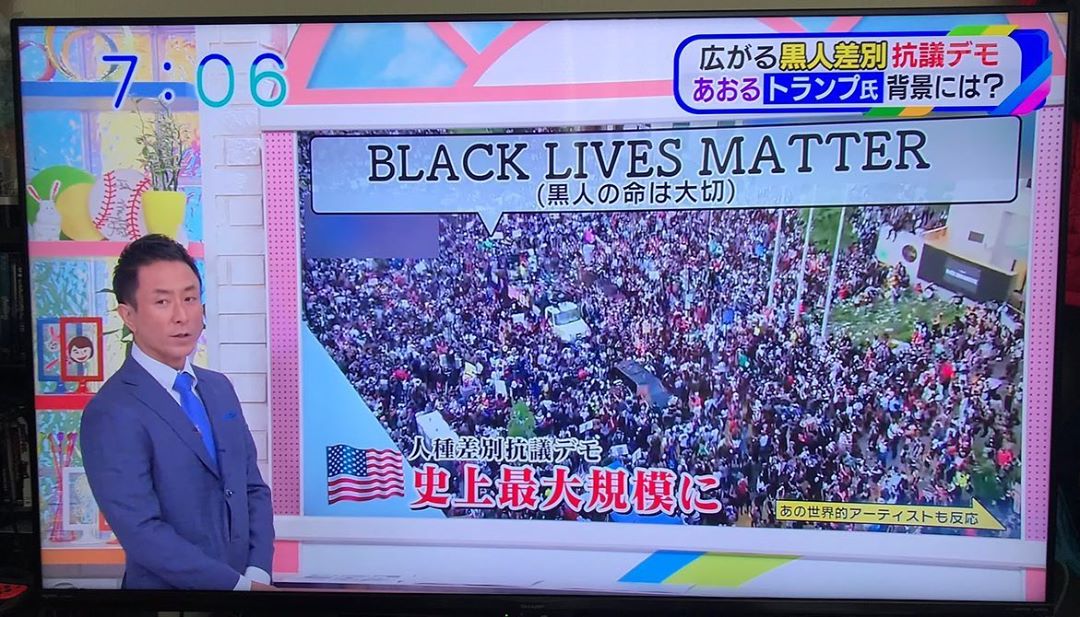 7:06
広がる黒人差別 抗議デモ
あおるトランプ氏 背景には?
BLACK LIVES MATTER
(黒人の命は大切)
人種差別抗議デモ
史上最大規模に
あの世界的アーティストも反応
SHARP